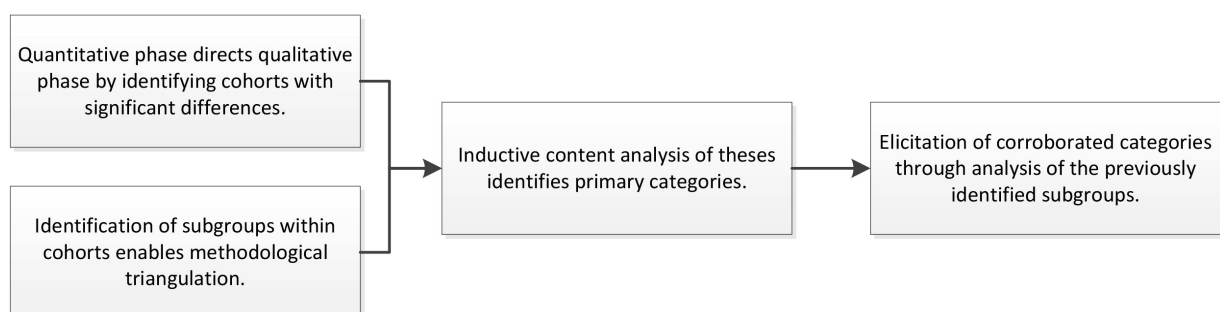 Quantitative phase directs qualitative
phase by identifying cohorts with
significant differences.
Identification of subgroups within
cohorts enables methodological
triangulation.
Inductive content analysis of theses
identifies primary categories.
Elicitation of corroborated categories
through analysis of the previously
identified subgroups.